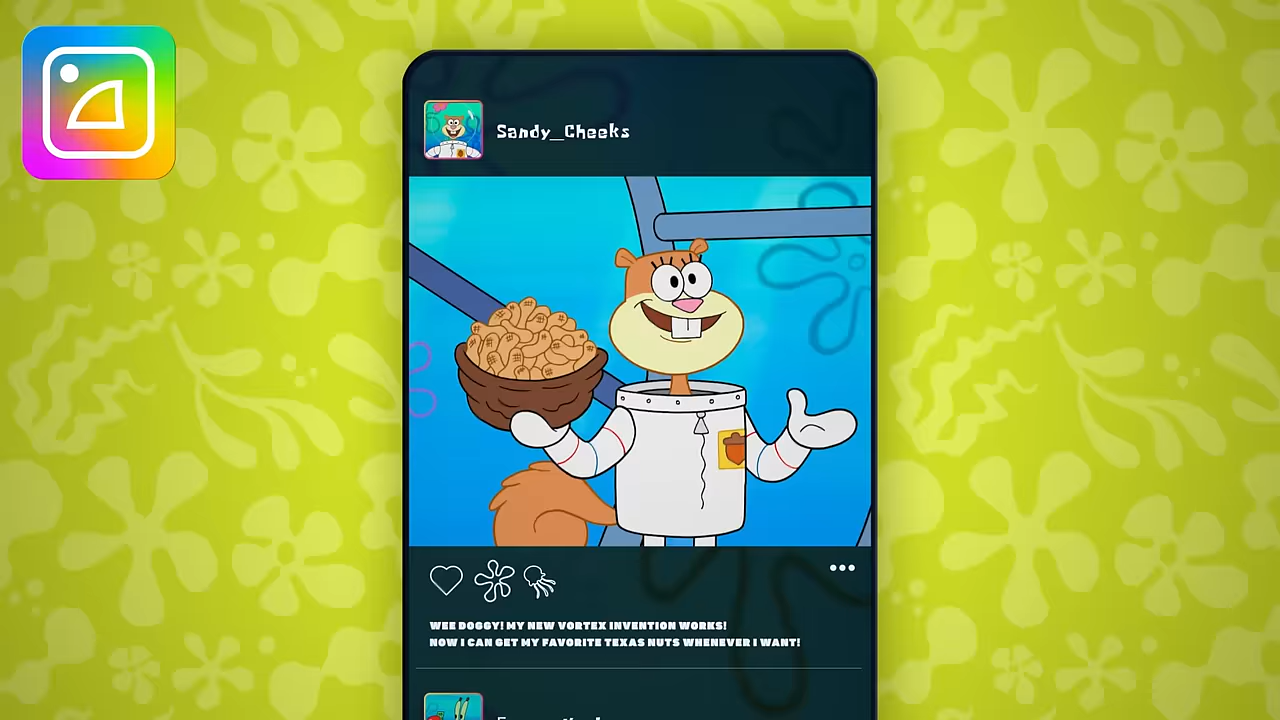 Sandy_Cheeks
WEE DOGGY! MY NEW VORTEX INVENTION WORKS!
NOW I CAN GET MY FAVORITE TEXAS NUTS WHENEVER I WANT!